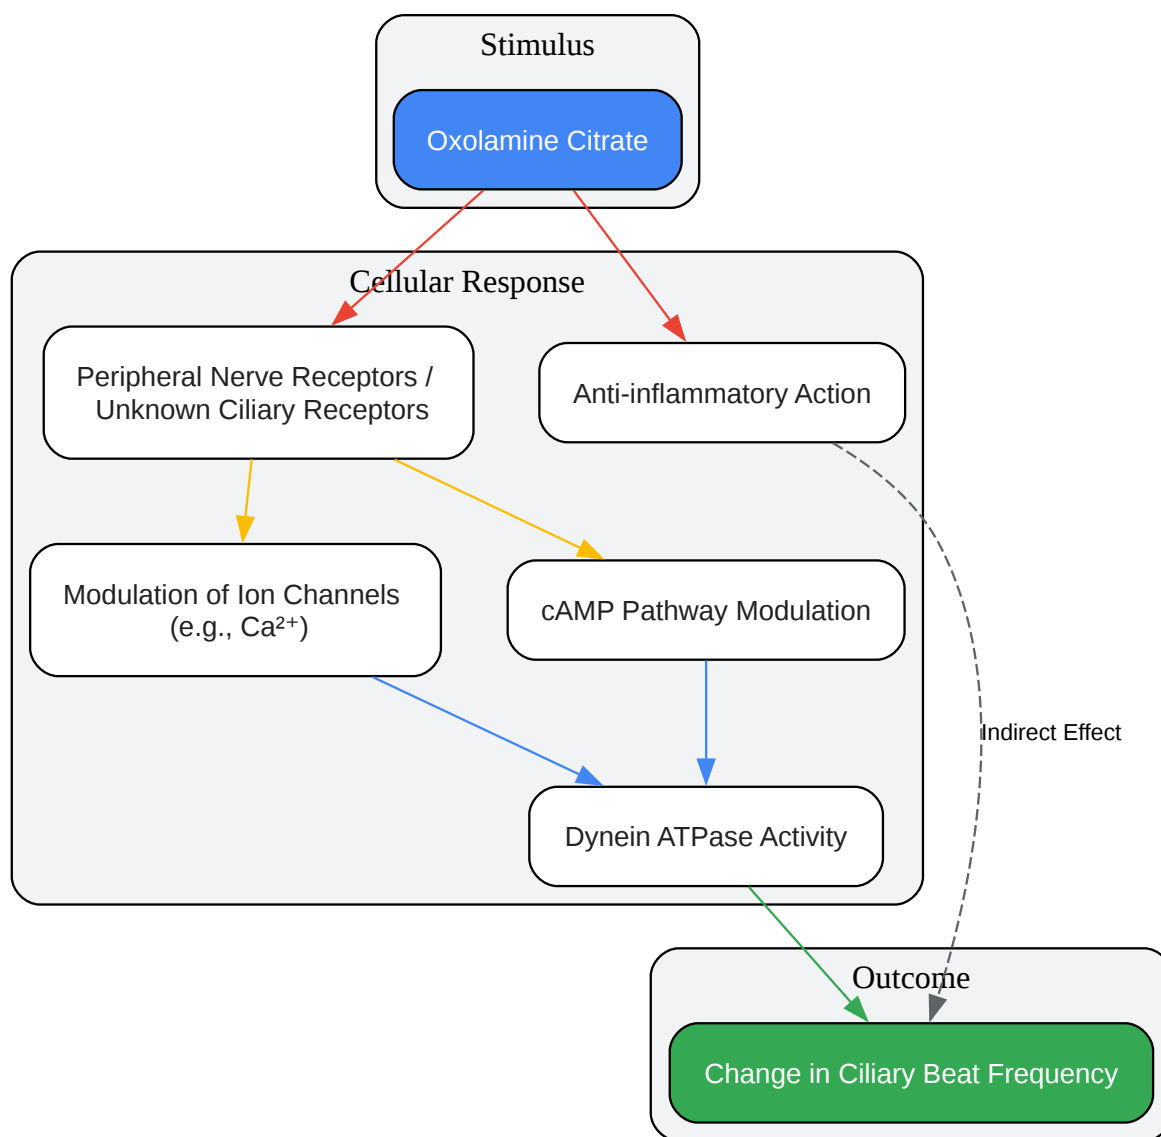 Stimulus
Oxolamine Citrate
Cellular Response
Peripheral Nerve Receptors /
Unknown Ciliary Receptors
Anti-inflammatory Action
Modulation of Ion Channels
(e.g., Ca²⁺)
cAMP Pathway Modulation
Indirect Effect
Dynein ATPase Activity
Outcome
Change in Ciliary Beat Frequency